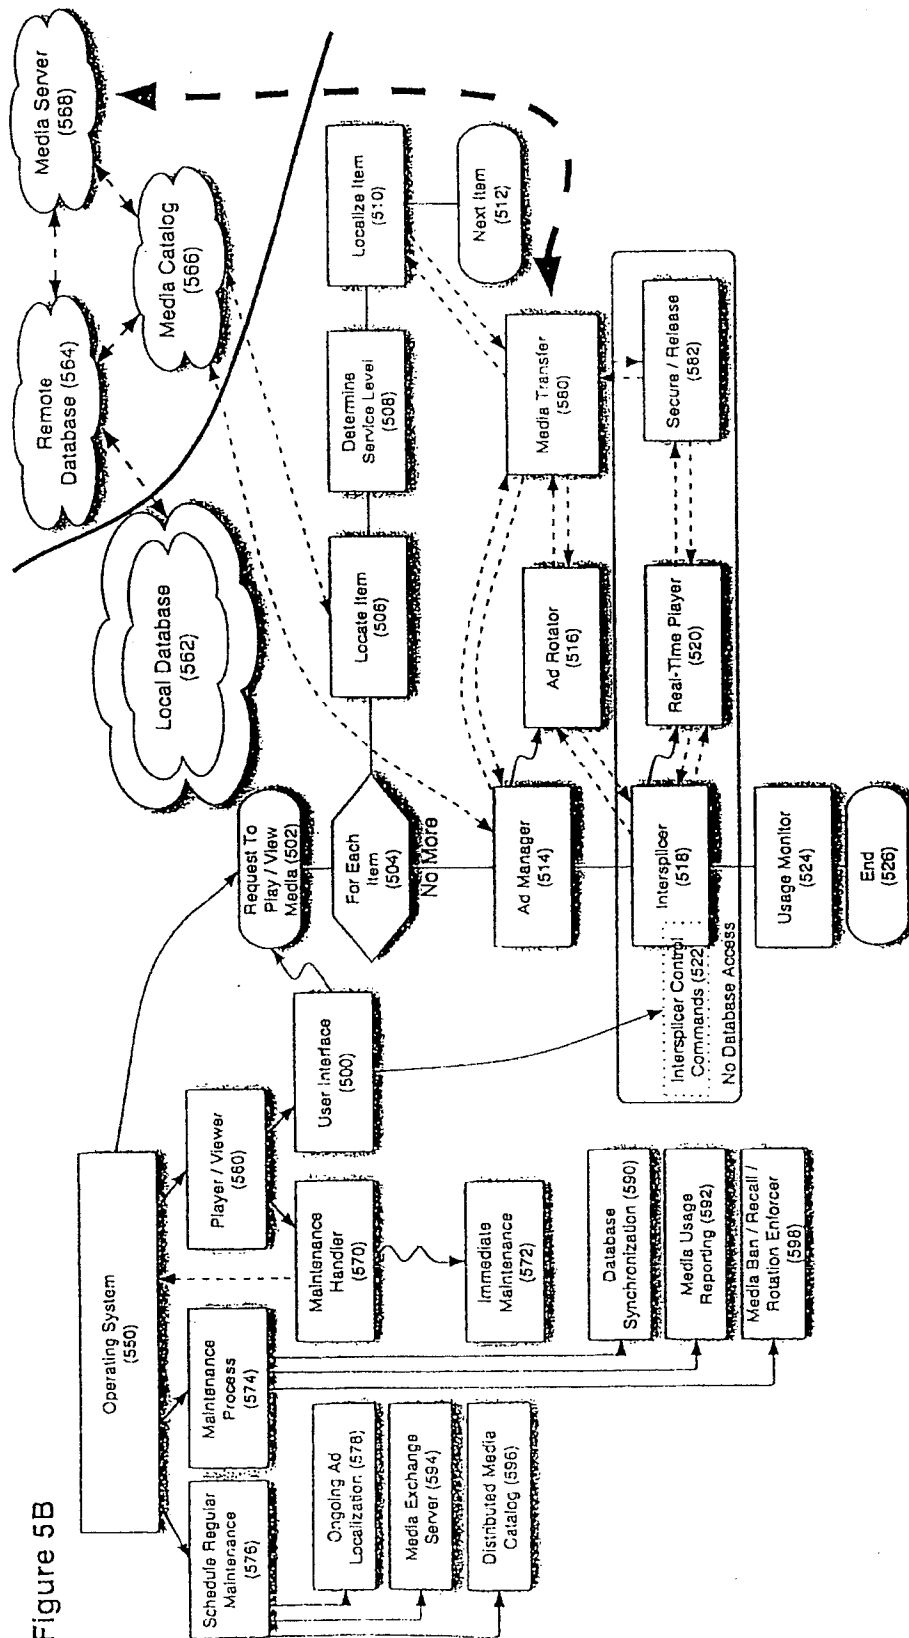 Figure 5B
Operating System
(550)
Schedule Regular
Maintenance
(576)
Maintenance
Process
(574)
Player / Viewer
(560)
Ongoing Ad
Localization (578)
Media Exchange
Server (594)
Distributed Media
Catalog (596)
Maintenance
Handler
(570)
User Interface
(500)
Immediate
Maintenance
(572)
Database
Synchronization (590)
Media Usage
Reporting (592)
Media Ban / Recall /
Rotation Enforcer
(598)
Request To
Play / View
Media (502)
For Each
Item
(504)
No More
Locate Item
(506)
Determine
Service Level
(508)
Localize Item
(510)
Next Item
(512)
Ad Manager
(514)
Ad Rotator
(516)
Media Transfer
(580)
Intersplicer
(518)
Intersplicer Control
Commands (522)
No Database Access
Real-Time Player
(520)
Secure / Release
(582)
Usage Monitor
(524)
End
(526)
Local Database
(562)
Remote
Database (564)
Media Catalog
(566)
Media Server
(568)